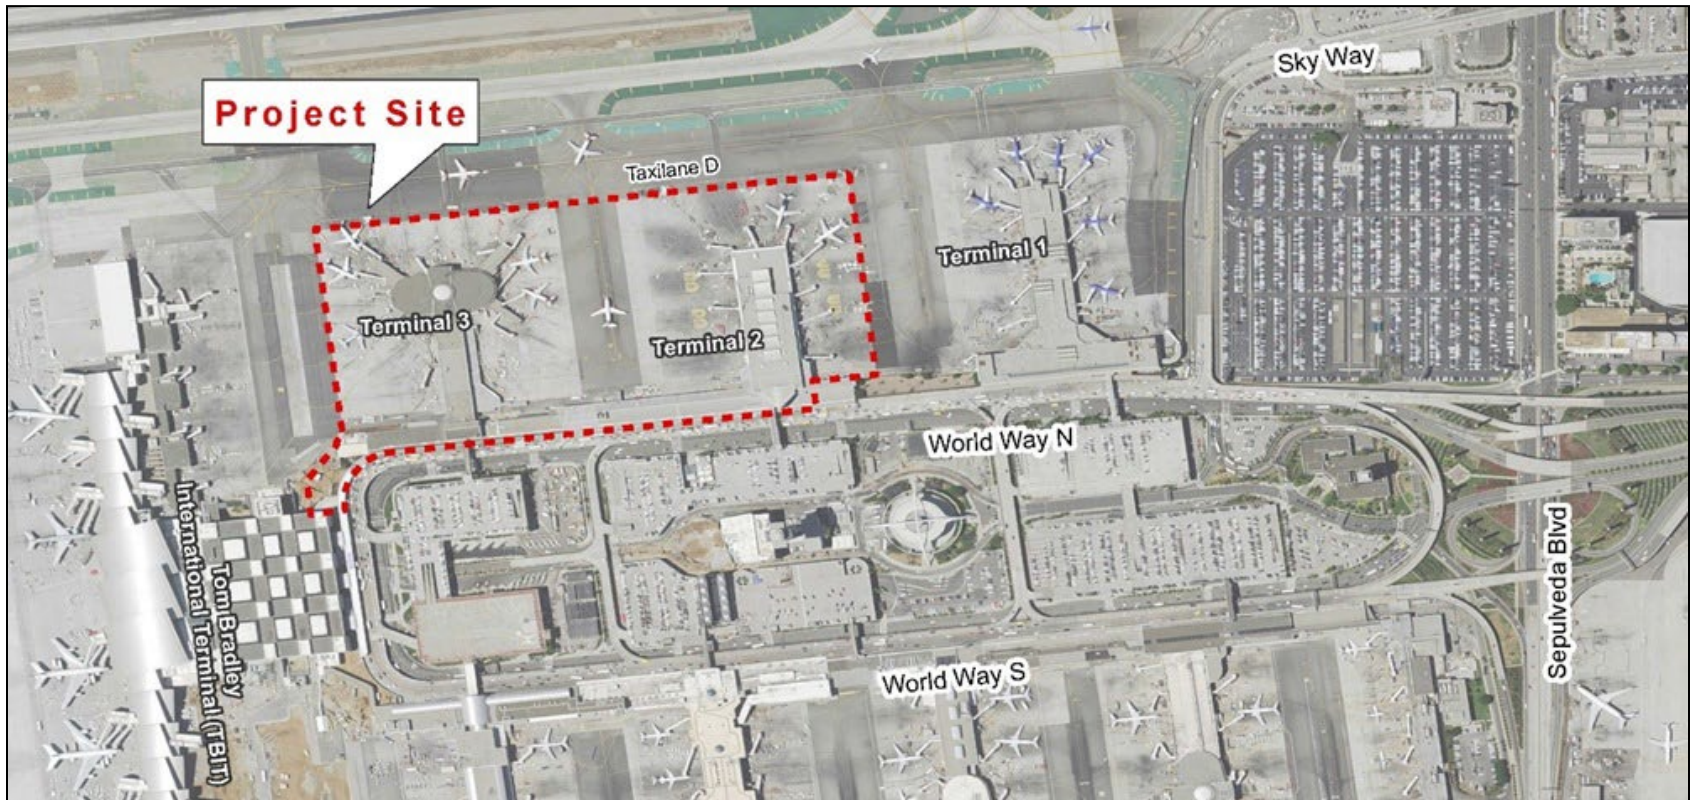 Sky Way
Project Site
Taxilane D
Terminal 1
Terminal 3
Terminal 2
World Way N
Tom Bradley
International Terminal (TBIT)
Sepulveda Blvd
World Way S